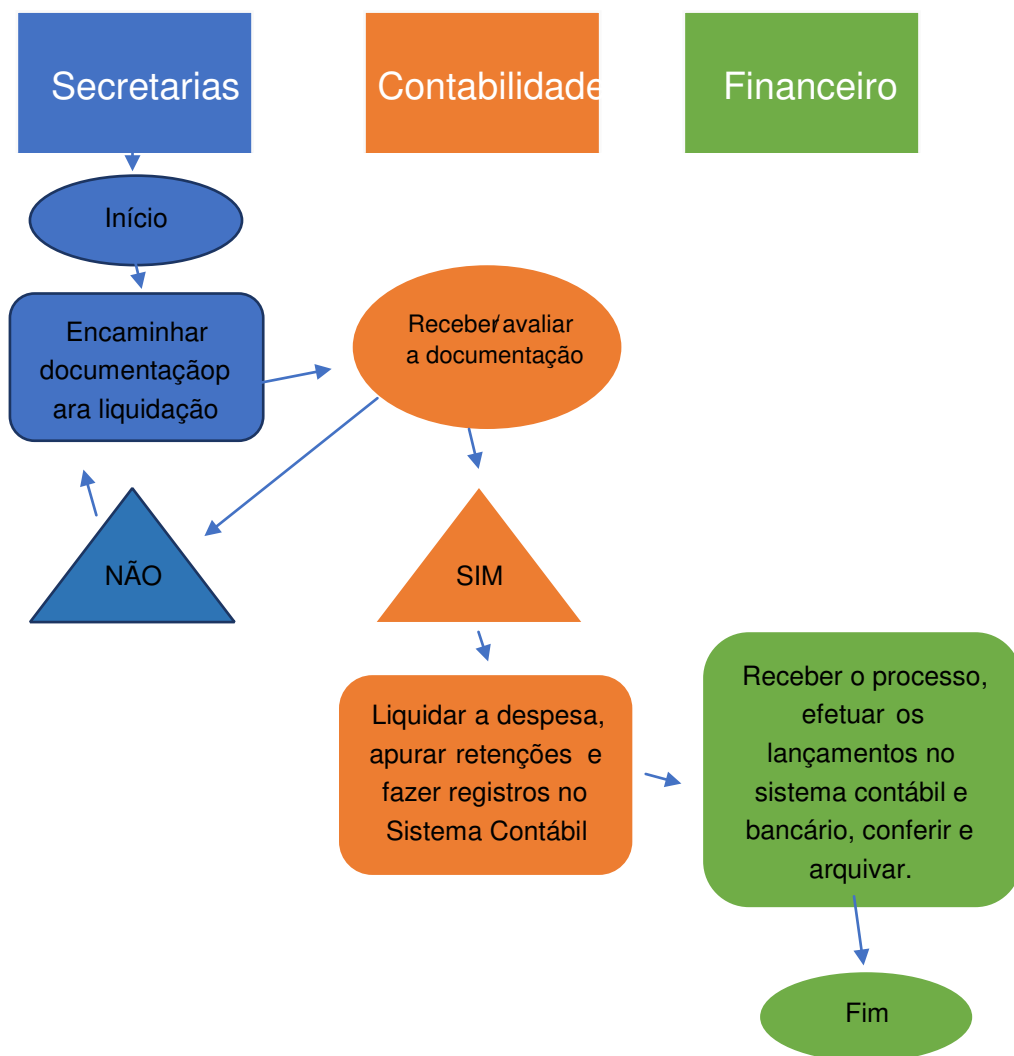 Secretarias
Contabilidade
Financeiro
Início
Encaminhar
documentaçãop
ara liquidação
Receber/avaliar
a documentação
NÃO
SIM
Liquidar a despesa,
apurar retenções e
fazer registros no
Sistema Contábil
Receber o processo,
efetuar os
lançamentos no
sistema contábil e
bancário, conferir e
arquivar.
Fim